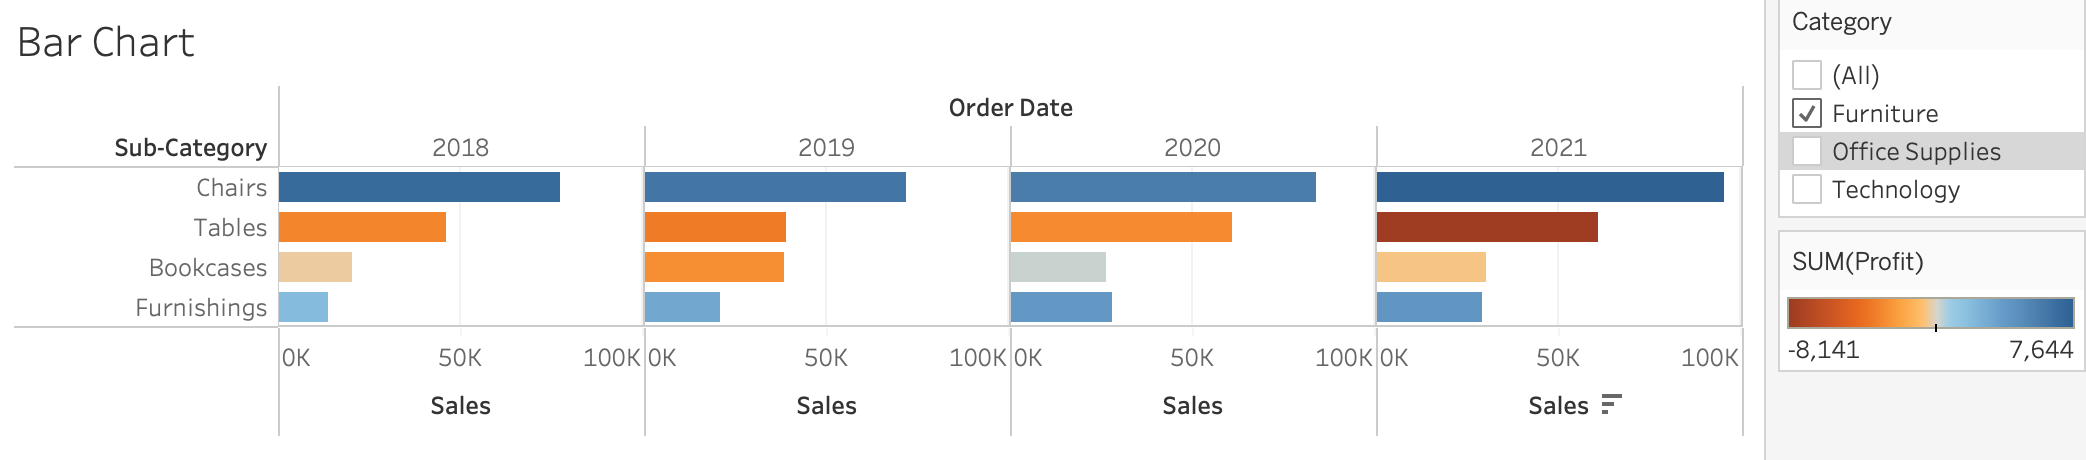 Bar Chart
Order Date
Sub-Category 2018 2019 2020 2021
Chairs
Tables
Bookcases
Furnishings
0K 50K 100K 0K 50K 100K 0K 50K 100K 0K 50K 100K
Sales Sales Sales Sales
Category
(All)
Furniture
Office Supplies
Technology
SUM(Profit)
-8,141 7,644